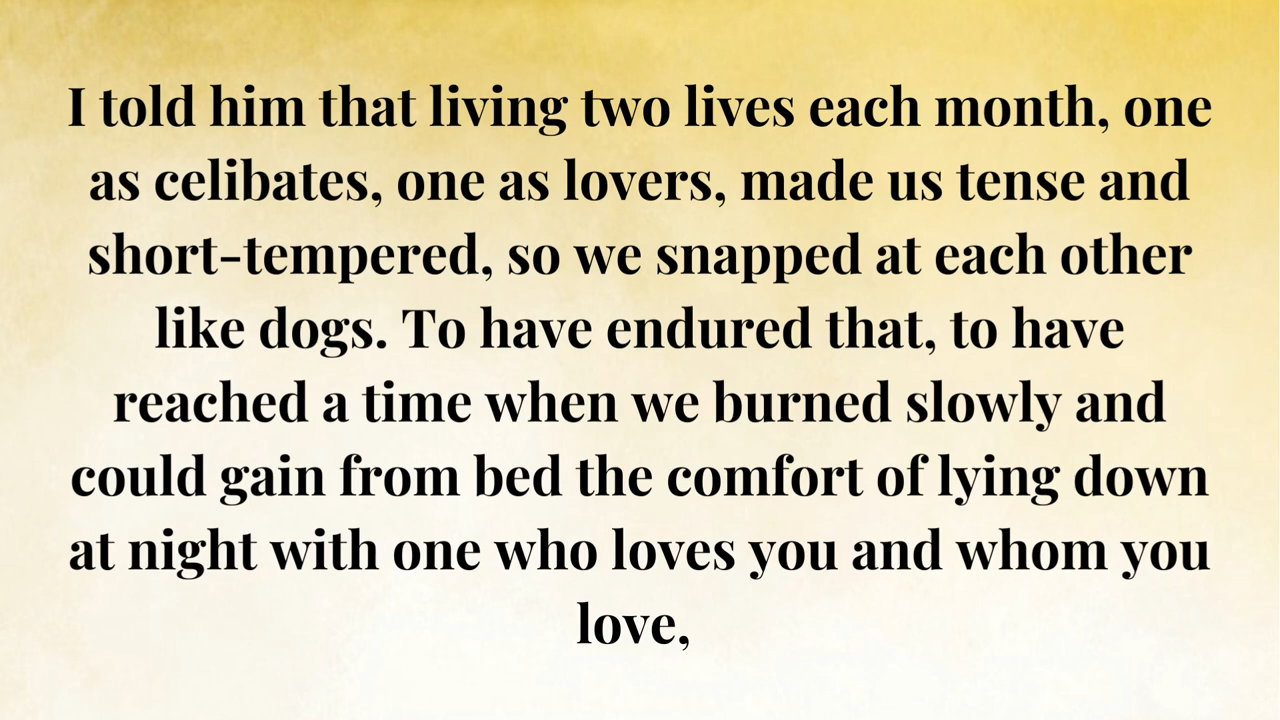 I told him that living two lives each month, one
as celibates, one as lovers, made us tense and
short-tempered, so we snapped at each other
like dogs. To have endured that, to have
reached a time when we burned slowly and
could gain from bed the comfort of lying down
at night with one who loves you and whom you
love,